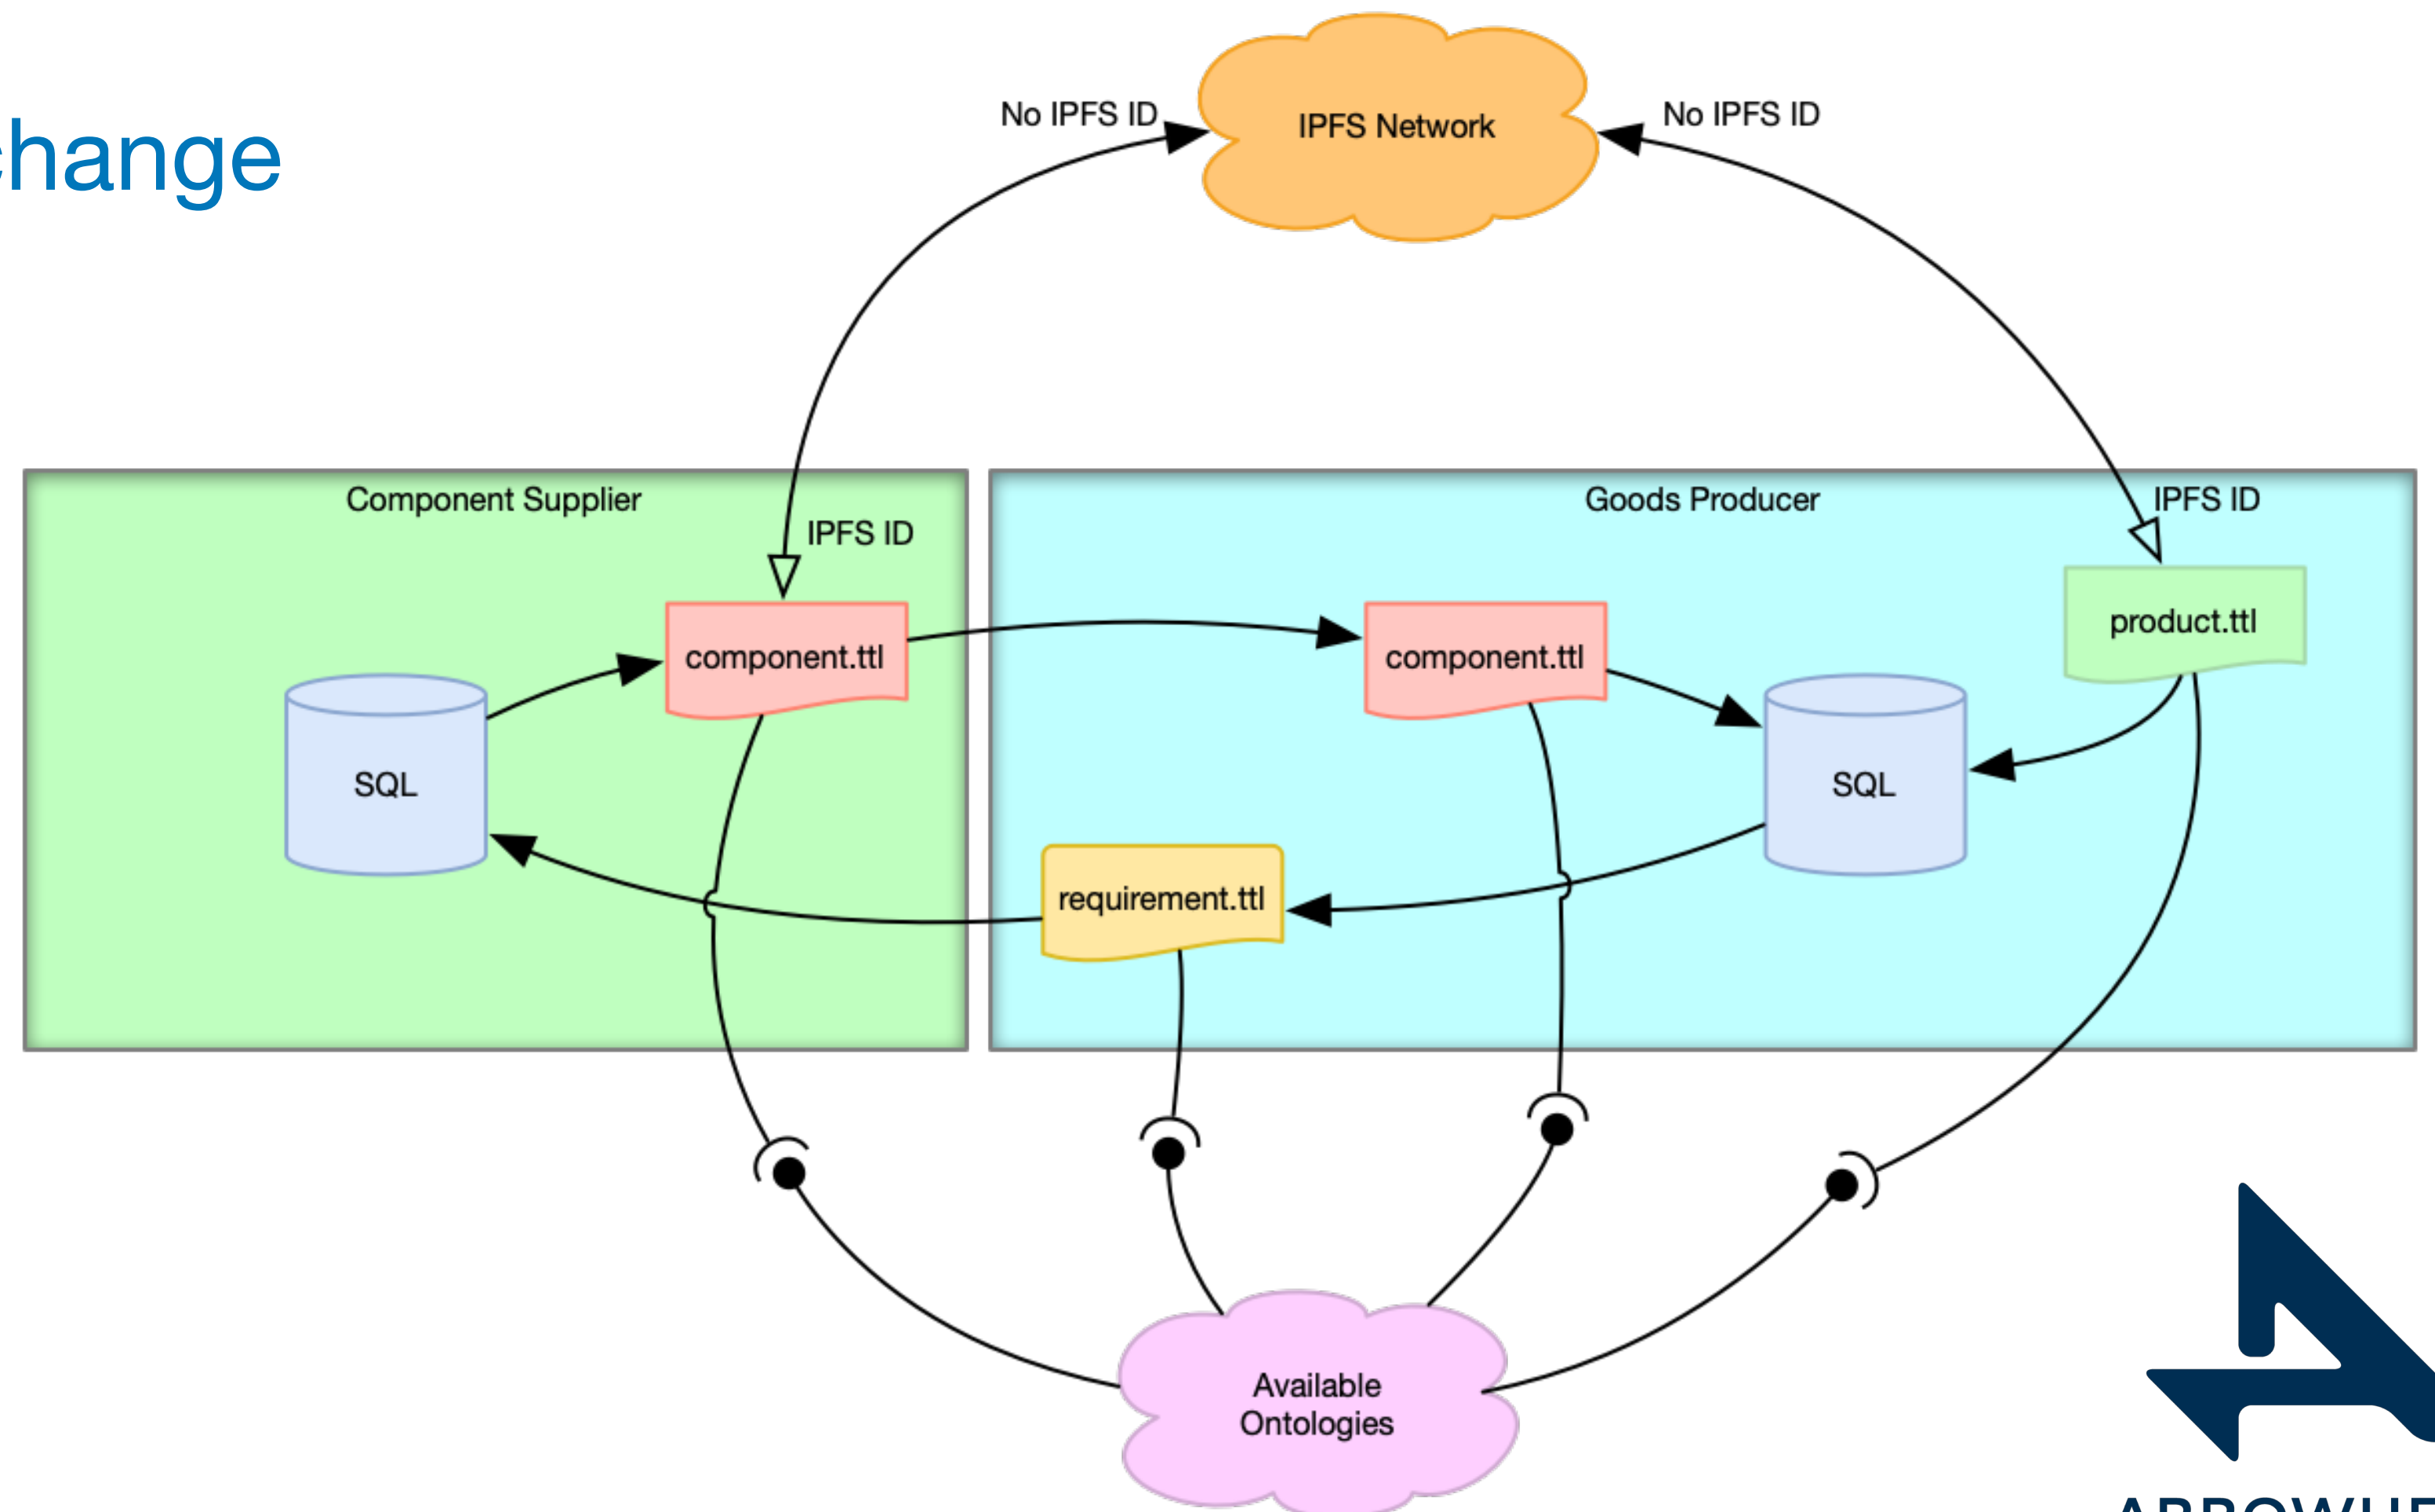 change
No IPFS ID
IPFS Network
No IPFS ID
Component Supplier
IPFS ID
Goods Producer
IPFS ID
component.ttl
component.ttl
product.ttl
SQL
SQL
requirement.ttl
Available
Ontologies